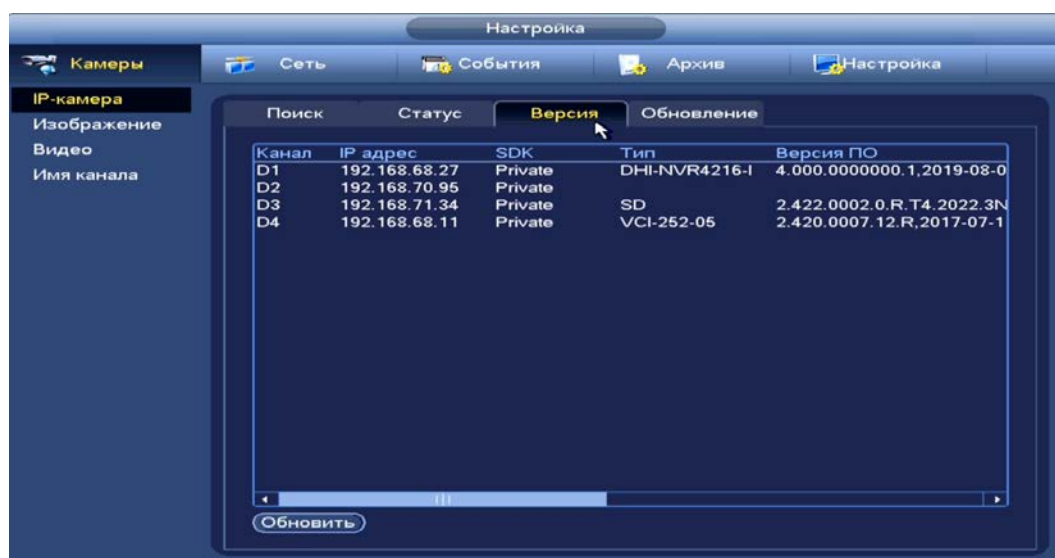 Настройка
Камеры Сеть События Архив Настройка
IP-камера
Изображение
Видео
Имя канала
Поиск Статус Версия Обновление
Канал IP адрес SDK Тип Версия ПО
D1 192.168.68.27 Private DHI-NVR4216-I 4.000.0000000.1,2019-08-0
D2 192.168.70.95 Private
D3 192.168.71.34 Private SD 2.422.0002.0.R.T4.2022.3N
D4 192.168.68.11 Private VCI-252-05 2.420.0007.12.R,2017-07-1
Обновить